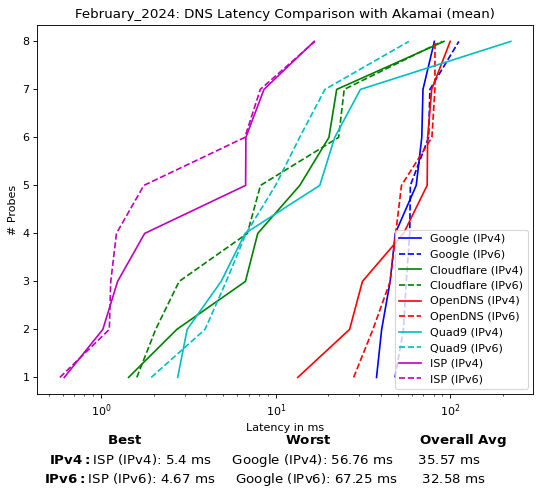 February_2024: DNS Latency Comparison with Akamai (mean)
8
7
6
5
4
3
2
1
# Probes
Google (IPv4)
Google (IPv6)
Cloudflare (IPv4)
Cloudflare (IPv6)
OpenDNS (IPv4)
OpenDNS (IPv6)
Quad9 (IPv4)
Quad9 (IPv6)
ISP (IPv4)
ISP (IPv6)
10⁰ 10¹ 10²
Latency in ms
Best Worst Overall Avg
IPv4: ISP (IPv4): 5.4 ms Google (IPv4): 56.76 ms 35.57 ms
IPv6: ISP (IPv6): 4.67 ms Google (IPv6): 67.25 ms 32.58 ms